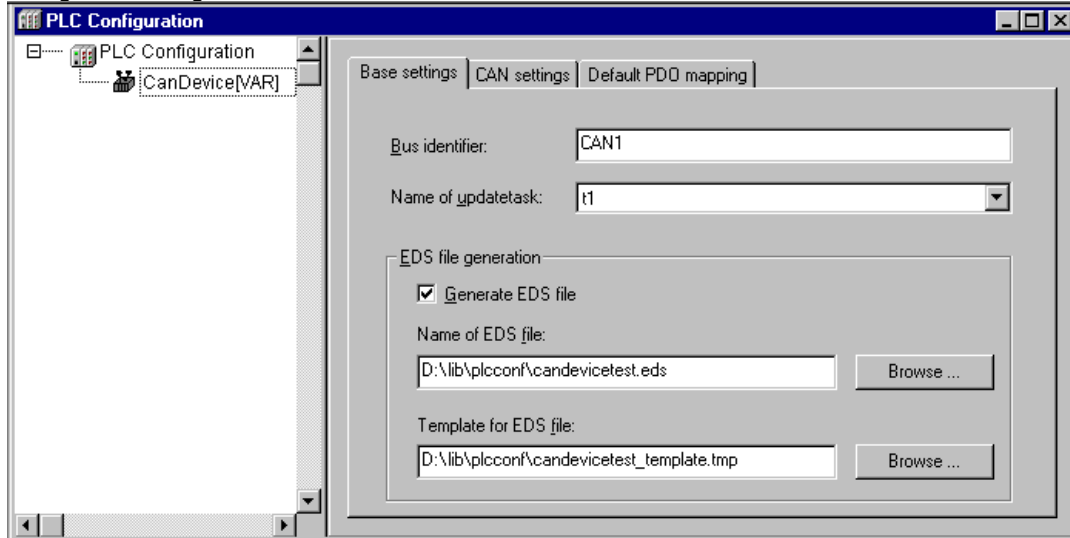 PLC Configuration
PLC Configuration
CanDevice[VAR]
Base settings CAN settings Default PDO mapping
Bus identifier: CAN1
Name of updatetask: t1
EDS file generation
Generate EDS file
Name of EDS file:
D:\lib\plcconf\candevicetest.eds Browse ...
Template for EDS file:
D:\lib\plcconf\candevicetest_template.tmp Browse ...